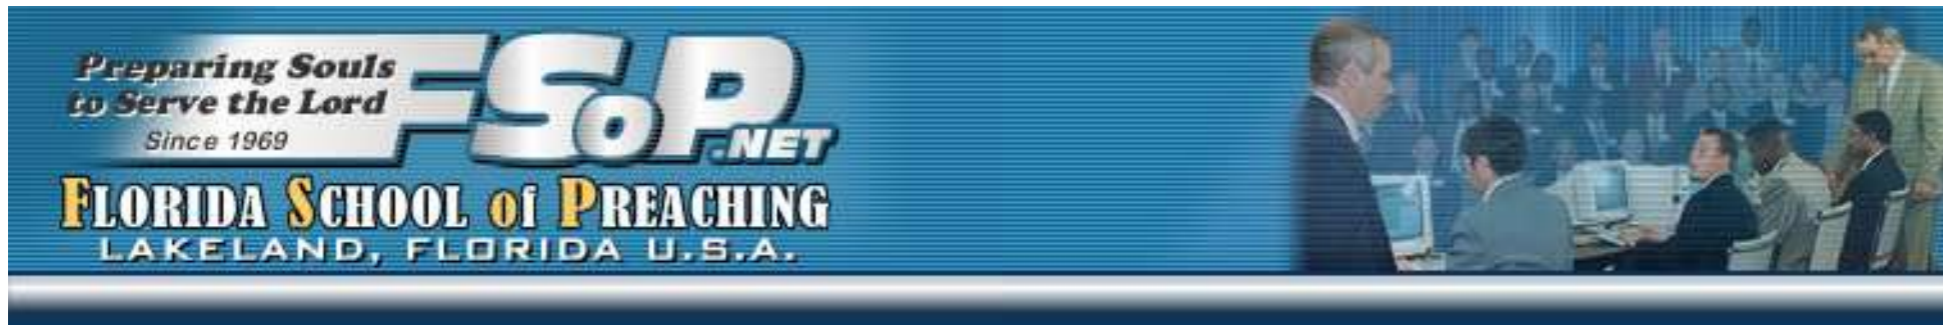 Preparing Souls
to Serve the Lord
Since 1969
FSoP.NET
FLORIDA SCHOOL of PREACHING
LAKELAND, FLORIDA U.S.A.